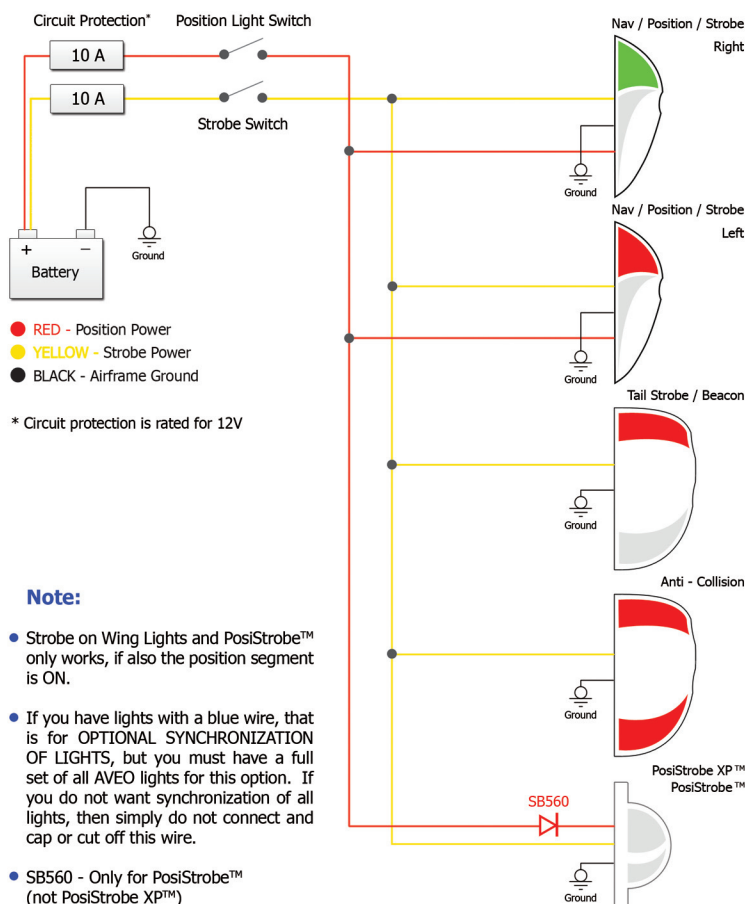 Circuit Protection*
Position Light Switch
Nav / Position / Strobe
Right
10 A
10 A
Strobe Switch
Ground
Nav / Position / Strobe
Left
+
−
Ground
Battery
RED - Position Power
YELLOW - Strobe Power
BLACK - Airframe Ground
Ground
Tail Strobe / Beacon
* Circuit protection is rated for 12V
Ground
Anti - Collision
Note:
Strobe on Wing Lights and PosiStrobe™
only works, if also the position segment
is ON.
If you have lights with a blue wire, that
is for OPTIONAL SYNCHRONIZATION
OF LIGHTS, but you must have a full
set of all AVEO lights for this option. If
you do not want synchronization of all
lights, then simply do not connect and
cap or cut off this wire.
SB560 - Only for PosiStrobe™
(not PosiStrobe XP™)
Ground
PosiStrobe XP™
PosiStrobe™
SB560
Ground